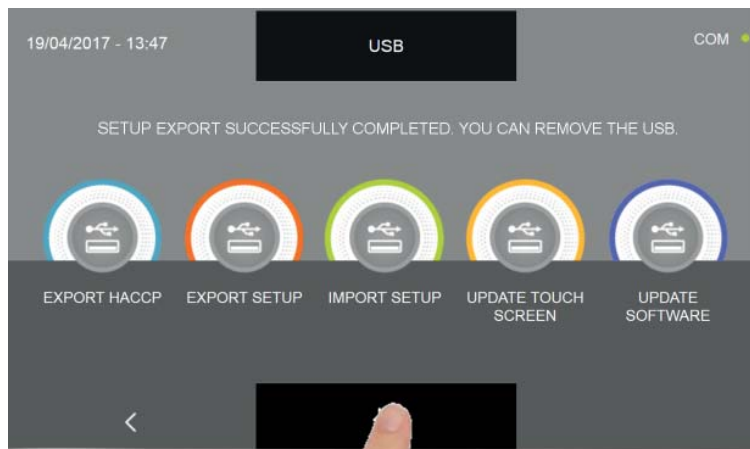 19/04/2017 - 13:47
USB
COM
SETUP EXPORT SUCCESSFULLY COMPLETED. YOU CAN REMOVE THE USB.
EXPORT HACCP
EXPORT SETUP
IMPORT SETUP
UPDATE TOUCH
SCREEN
UPDATE
SOFTWARE